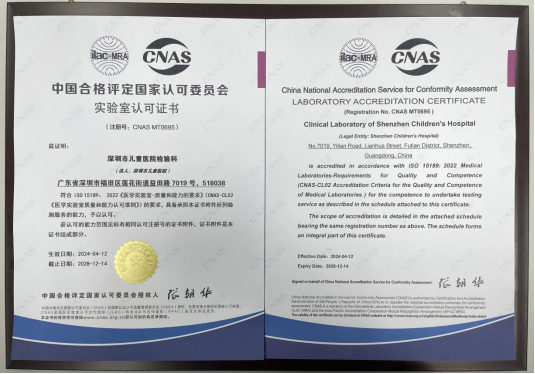 ilac-MRA
CNAS
中国合格评定国家认可委员会
实验室认可证书
(注册号：CNAS MT0695)
兹证明：
深圳市儿童医院检验科
(法人：深圳市儿童医院)
广东省深圳市福田区莲花街道益田路 7019 号，518038
符合 ISO 15189：2022《医学实验室-质量和能力的要求》(CNAS-CL02
《医学实验室质量和能力认可准则》)的要求，具备承担本证书附件所列检
测服务的能力，予以认可。
获认可的能力范围见标有相同认可注册号的证书附件，证书附件是本
证书组成部分。
生效日期：2024-04-12
截止日期：2028-12-14
中国合格评定国家认可委员会授权人
ilac-MRA
CNAS
China National Accreditation Service for Conformity Assessment
LABORATORY ACCREDITATION CERTIFICATE
(Registration No. CNAS MT0695)
Clinical Laboratory of Shenzhen Children's Hospital
(Legal Entity: Shenzhen Children's Hospital)
No.7019, Yitian Road, Lianhua Street, Futian District, Shenzhen,
Guangdong, China
is accredited in accordance with ISO 15189: 2022 Medical
Laboratories-Requirements for Quality and Competence
(CNAS-CL02 Accreditation Criteria for the Quality and Competence
of Medical Laboratories) for the competence to undertake testing
service as described in the schedule attached to this certificate.
The scope of accreditation is detailed in the attached schedule
bearing the same registration number as above. The schedule forms
an integral part of this certificate.
Effective Date: 2024-04-12
Expiry Date: 2028-12-14
Signed on behalf of China National Accreditation Service for Conformity Assessment